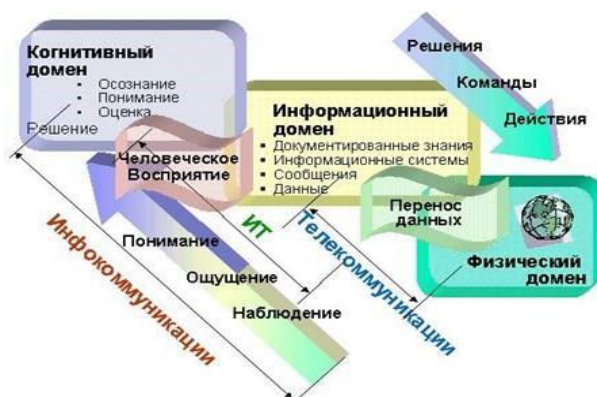 Когнитивный
домен
• Осознание
• Понимание
• Оценка
Решение
Человеческое
Восприятие
Информационный
домен
• Документированные знания
• Информационные системы
• Сообщения
• Данные
Решения
Команды
Действия
Перенос
данных
Физический
домен
Понимание
Ощущение
Наблюдение
Инфокоммуникации
ИТ
Телекоммуникации